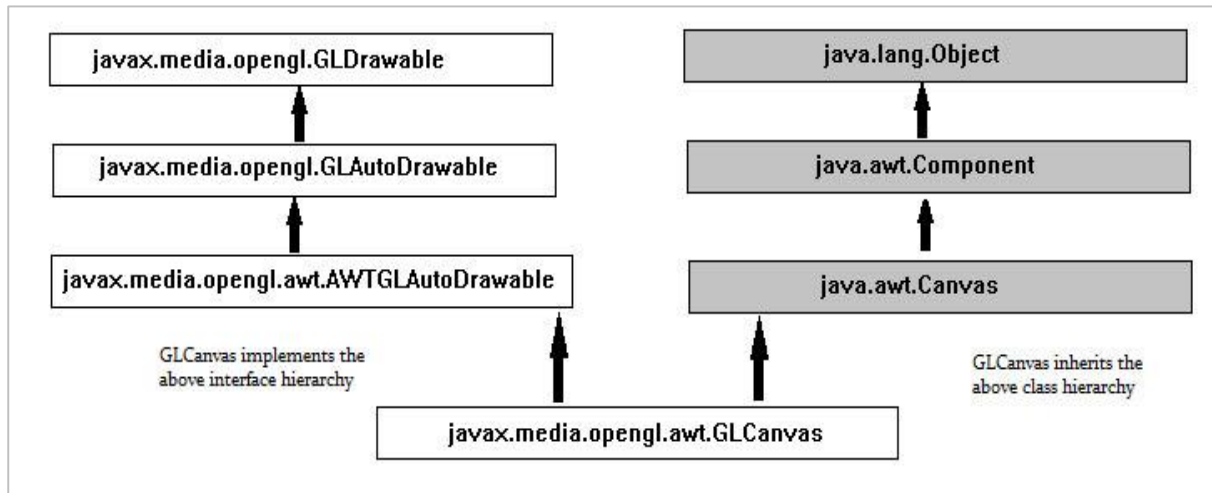 javax.media.opengl.GLDrawable
java.lang.Object
javax.media.opengl.GLAutoDrawable
java.awt.Component
javax.media.opengl.awt.AWTGLAutoDrawable
java.awt.Canvas
GLCanvas implements the
above interface hierarchy
GLCanvas inherits the
above class hierarchy
javax.media.opengl.awt.GLCanvas